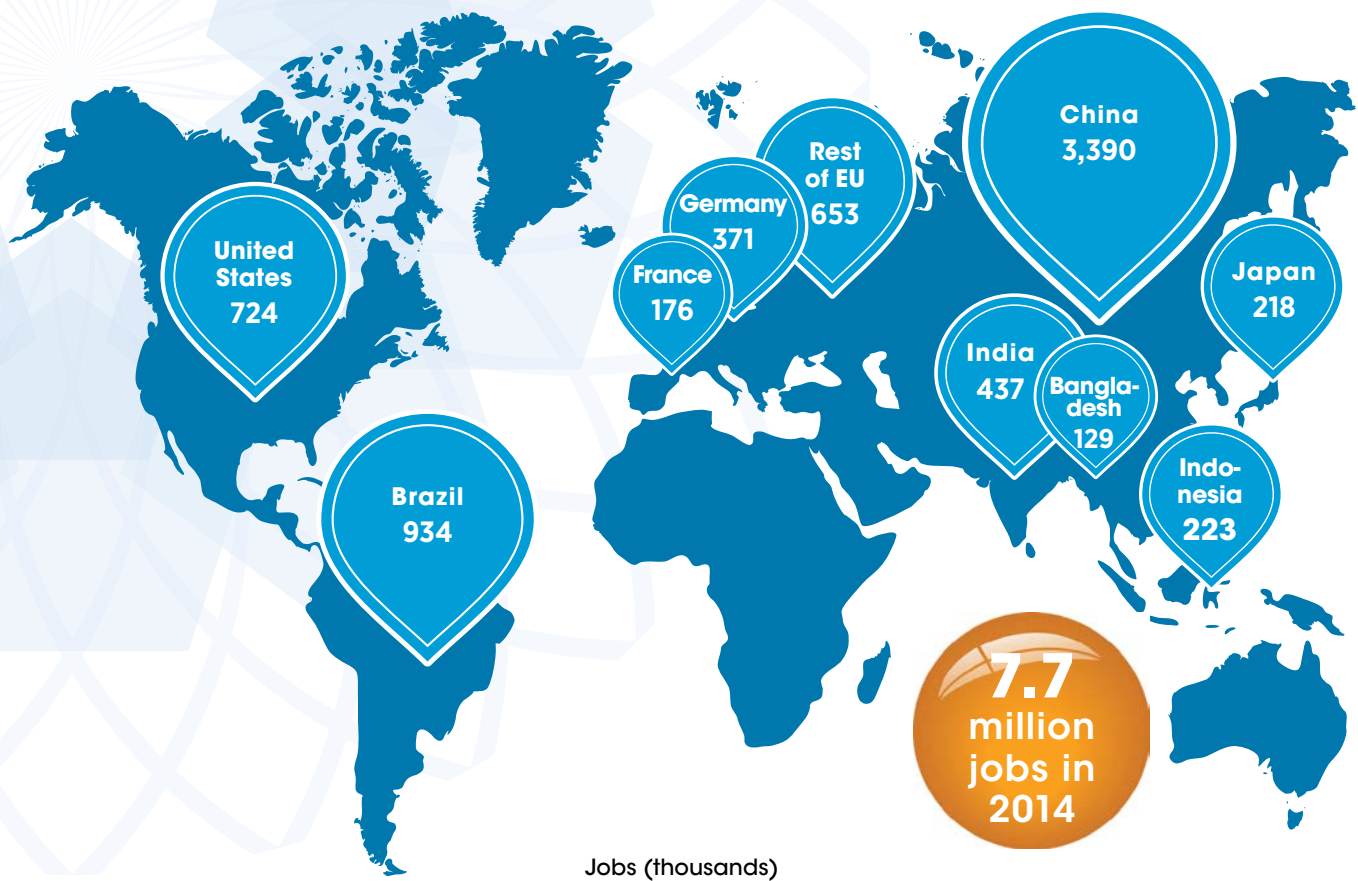 China
3,390
Rest
of EU
653
Germany
371
France
176
United
States
724
Japan
218
India
437
Bangla-
desh
129
Brazil
934
Indo-
nesia
223
7.7
million
jobs in
2014
Jobs (thousands)